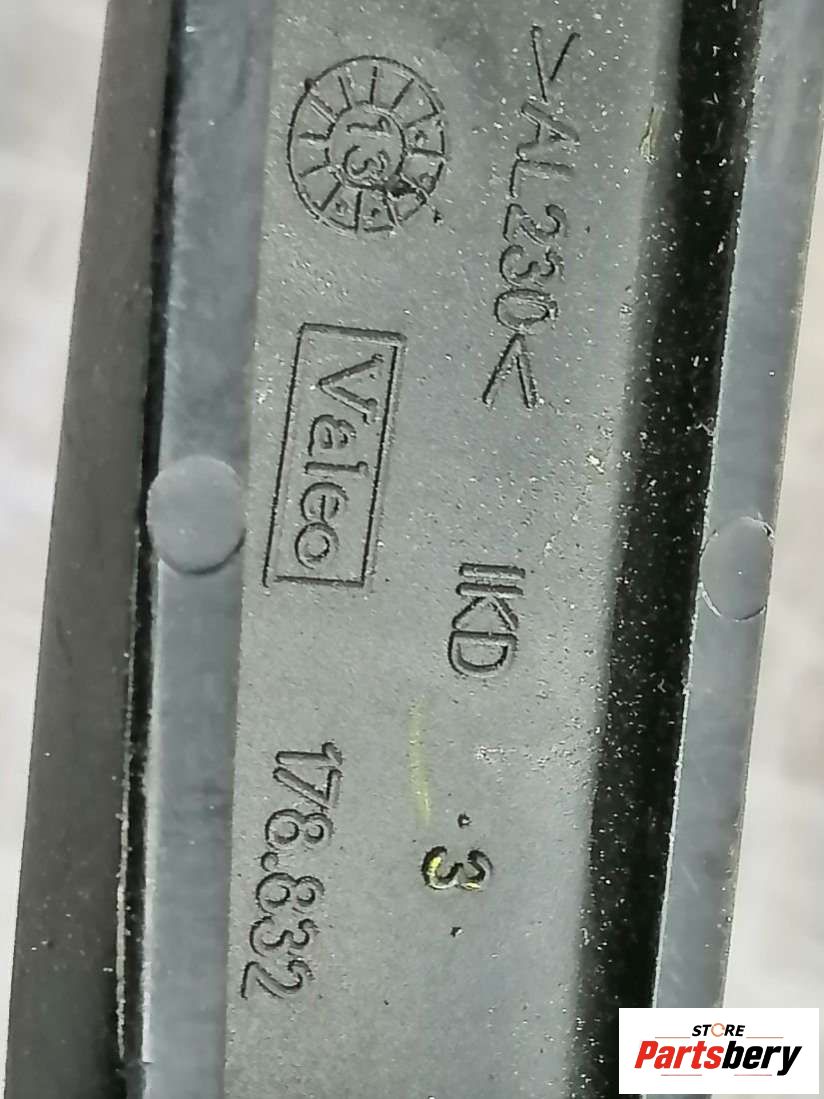 >AL230<
13
Valeo
IKD
.3.
178.832
STORE
Partsbery